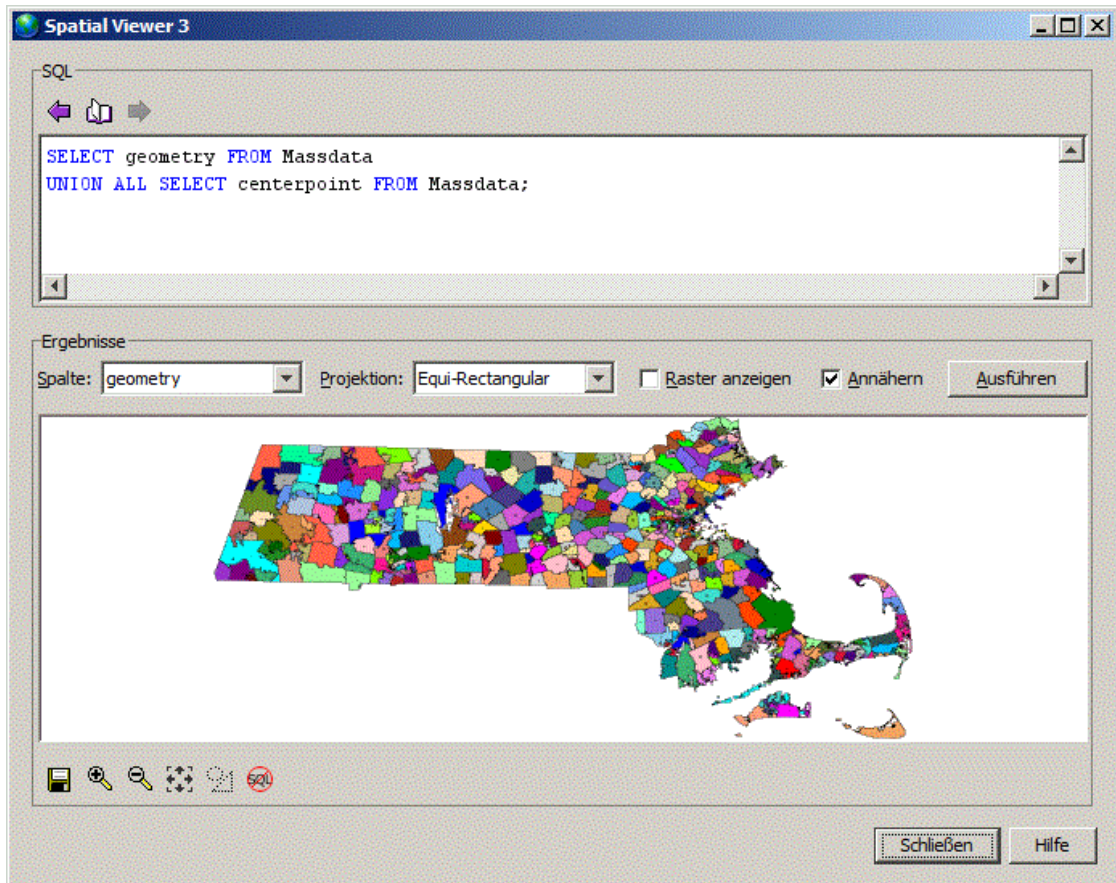 Spatial Viewer 3
SQL
SELECT geometry FROM Massdata
UNION ALL SELECT centerpoint FROM Massdata;
Ergebnisse
Spalte: geometry Projektion: Equi-Rectangular Raster anzeigen Annähern Ausführen
SQL
Schließen Hilfe